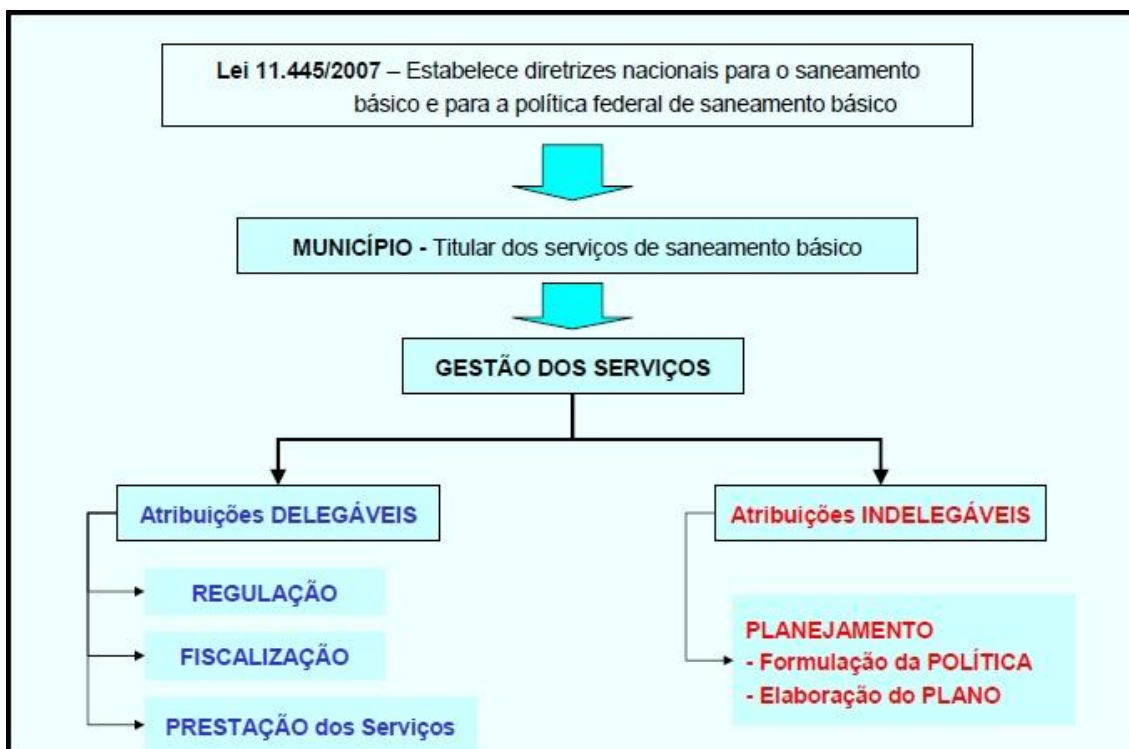 Lei 11.445/2007 – Estabelece diretrizes nacionais para o saneamento
básico e para a política federal de saneamento básico
MUNICÍPIO - Titular dos serviços de saneamento básico
GESTÃO DOS SERVIÇOS
Atribuições DELEGÁVEIS
REGULAÇÃO
FISCALIZAÇÃO
PRESTAÇÃO dos Serviços
Atribuições INDELEGÁVEIS
PLANEJAMENTO
- Formulação da POLÍTICA
- Elaboração do PLANO